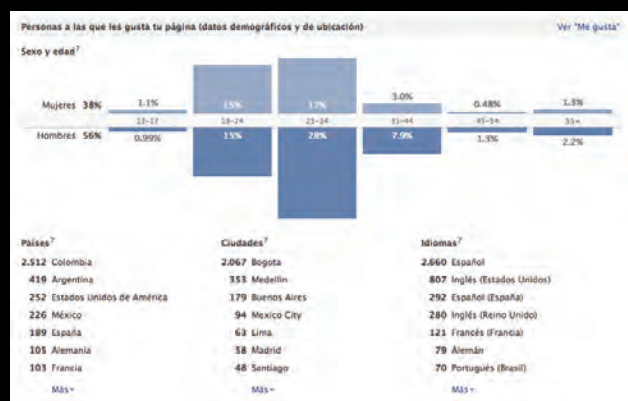 Personas a las que les gusta tu página (datos demográficos y de ubicación) Ver "Me gusta"
Sexo y edad?
Mujeres 38% 1.1% 15% 17% 3.0% 0.48% 1.3%
13-17 18-24 25-34 35-44 45-54 55+
Hombres 56% 0.99% 15% 28% 7.9% 1.3% 2.2%
Países?
2.512 Colombia
419 Argentina
252 Estados Unidos de América
226 México
189 España
105 Alemania
103 Francia
Más
Ciudades?
2.067 Bogota
353 Medellín
179 Buenos Aires
94 Mexico City
63 Lima
58 Madrid
48 Santiago
Más
Idiomas?
2.660 Español
807 Inglés (Estados Unidos)
292 Español (España)
280 Inglés (Reino Unido)
121 Francés (Francia)
79 Alemán
70 Portugués (Brasil)
Más